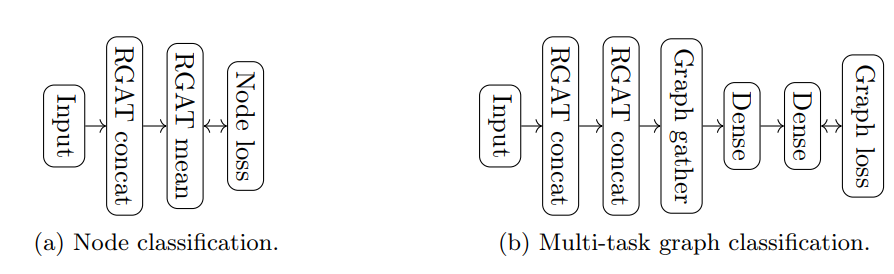 Input
RGAT concat
RGAT mean
Node loss
(a) Node classification.
Input
RGAT concat
RGAT concat
Graph gather
Dense
Dense
Graph loss
(b) Multi-task graph classification.